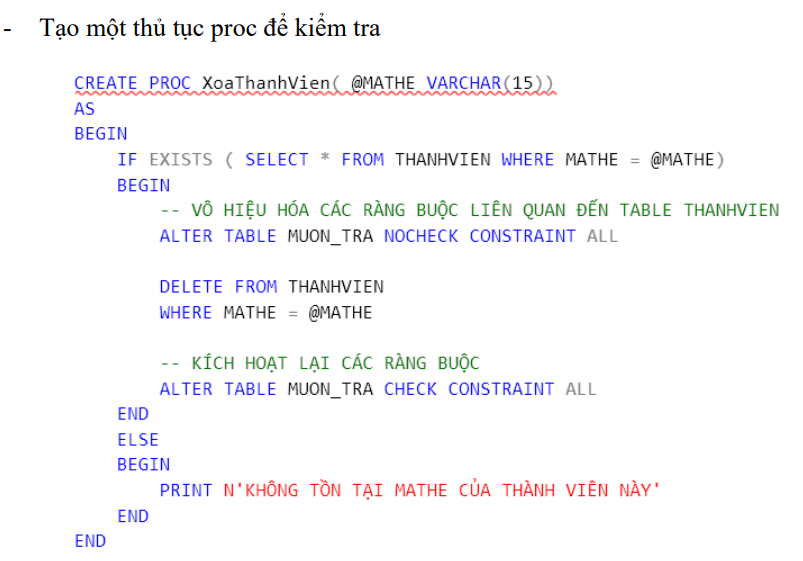 - Tạo một thủ tục proc để kiểm tra
CREATE PROC XoaThanhVien( @MATHE VARCHAR(15))
AS
BEGIN
IF EXISTS ( SELECT * FROM THANHVIEN WHERE MATHE = @MATHE)
BEGIN
-- VÔ HIỆU HÓA CÁC RÀNG BUỘC LIÊN QUAN ĐẾN TABLE THANHVIEN
ALTER TABLE MUON_TRA NOCHECK CONSTRAINT ALL
DELETE FROM THANHVIEN
WHERE MATHE = @MATHE
-- KÍCH HOẠT LẠI CÁC RÀNG BUỘC
ALTER TABLE MUON_TRA CHECK CONSTRAINT ALL
END
ELSE
BEGIN
PRINT N'KHÔNG TỒN TẠI MATHE CỦA THÀNH VIÊN NÀY'
END
END